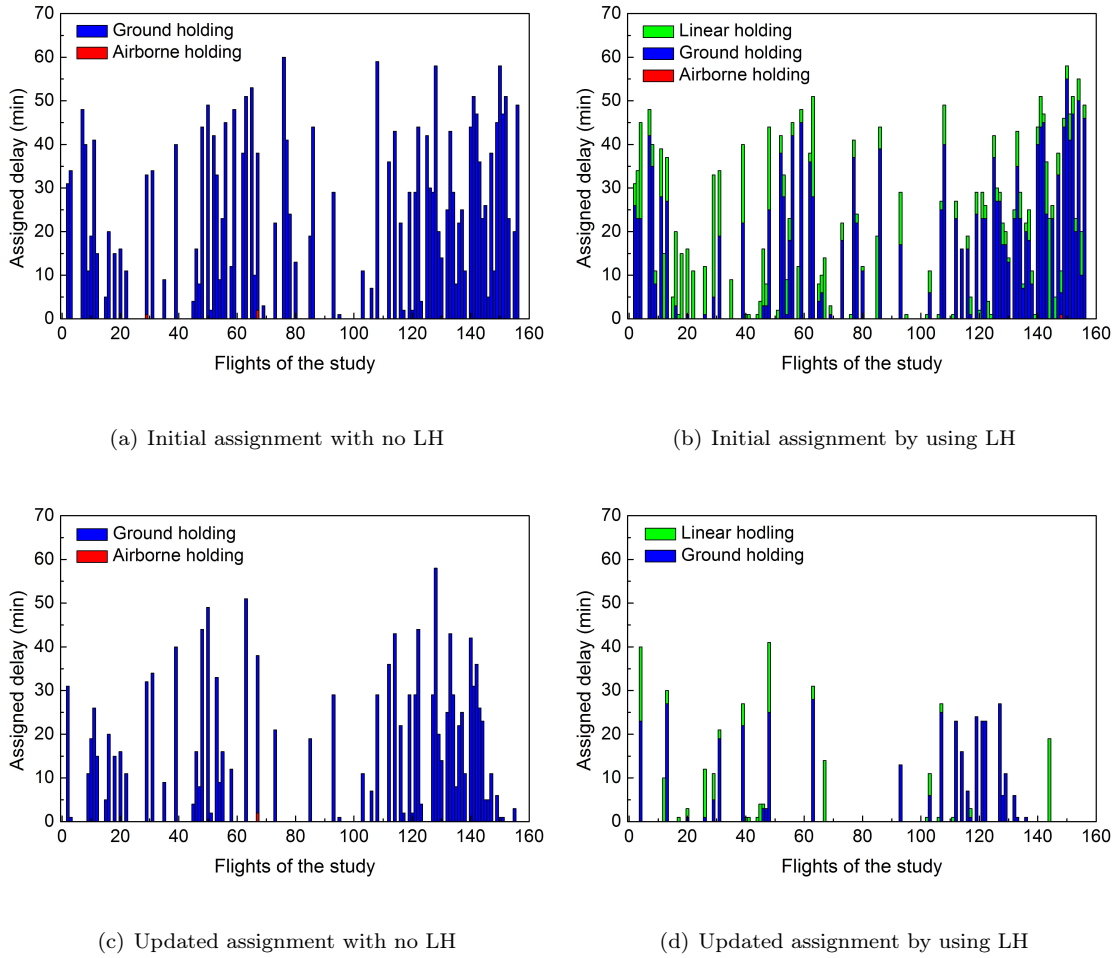 70
60
50
40
30
20
10
0
Assigned delay (min)
Ground holding
Airborne holding
0 20 40 60 80 100 120 140 160
Flights of the study
(a) Initial assignment with no LH
70
60
50
40
30
20
10
0
Assigned delay (min)
Linear holding
Ground holding
Airborne holding
0 20 40 60 80 100 120 140 160
Flights of the study
(b) Initial assignment by using LH
70
60
50
40
30
20
10
0
Assigned delay (min)
Ground holding
Airborne holding
0 20 40 60 80 100 120 140 160
Flights of the study
(c) Updated assignment with no LH
70
60
50
40
30
20
10
0
Assigned delay (min)
Linear hodling
Ground holding
0 20 40 60 80 100 120 140 160
Flights of the study
(d) Updated assignment by using LH